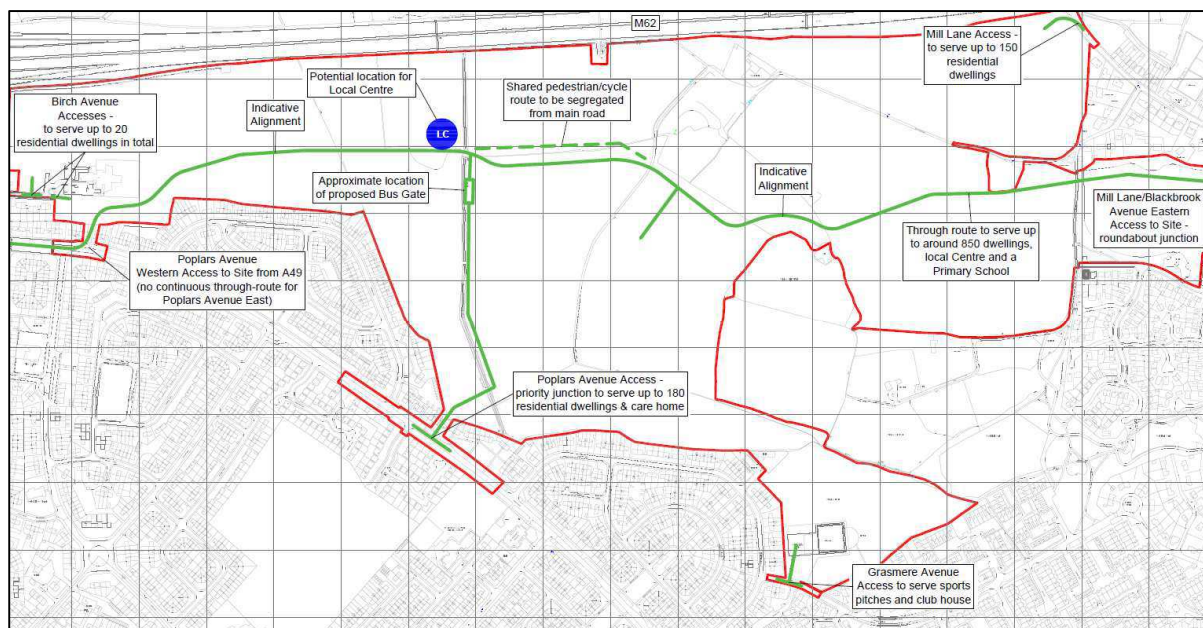 M62
Mill Lane Access -
to serve up to 150
residential
dwellings
Potential location for
Local Centre
Shared pedestrian/cycle
route to be segregated
from main road
Birch Avenue
Accesses -
to serve up to 20
residential dwellings in total
Indicative
Alignment
LC
Approximate location
of proposed Bus Gate
Indicative
Alignment
Mill Lane/Blackbrook
Avenue Eastern
Access to Site -
roundabout junction
Through route to serve up
to around 850 dwellings,
local Centre and a
Primary School
Poplars Avenue
Western Access to Site from A49
(no continuous through-route for
Poplars Avenue East)
Poplars Avenue Access -
priority junction to serve up to 180
residential dwellings & care home
Grasmere Avenue
Access to serve sports
pitches and club house